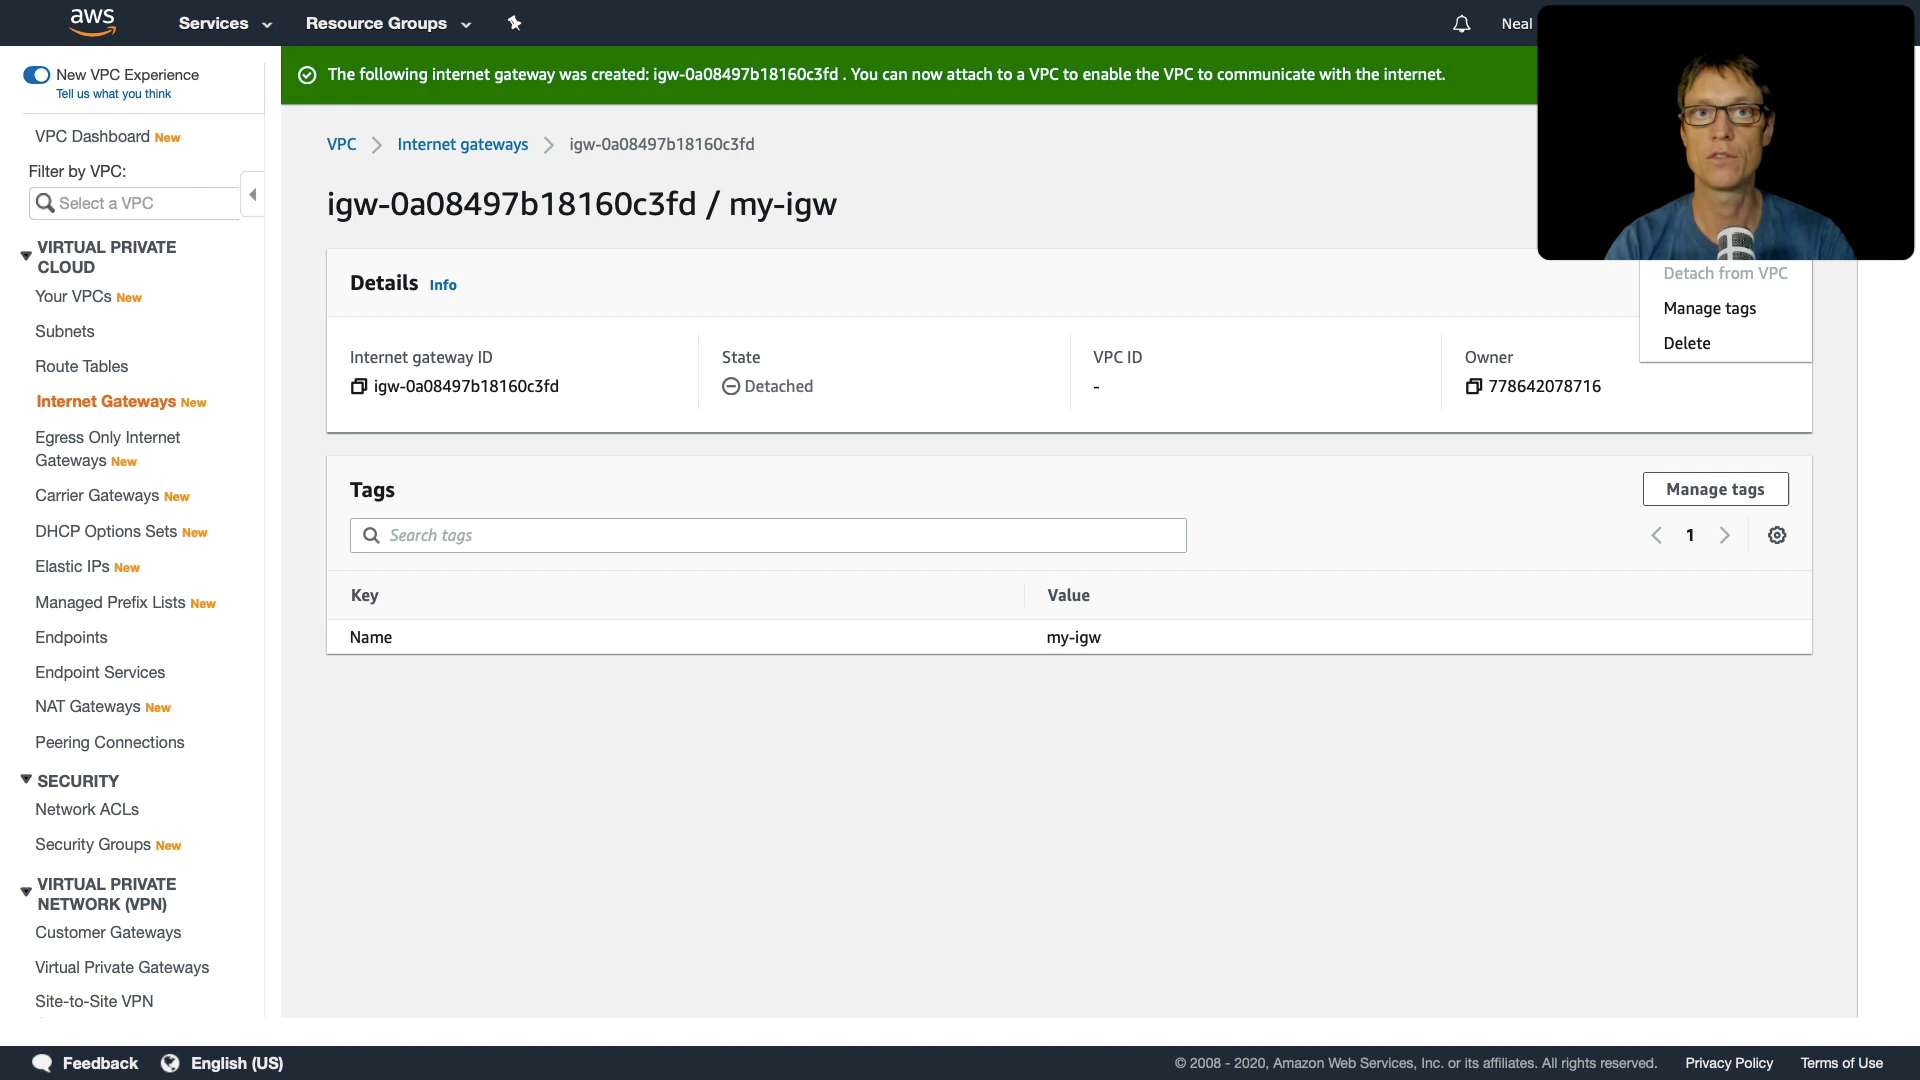 aws
Services
Resource Groups
Neal
New VPC Experience
Tell us what you think
The following internet gateway was created: igw-0a08497b18160c3fd . You can now attach to a VPC to enable the VPC to communicate with the internet.
VPC Dashboard New
Filter by VPC:
Select a VPC
VIRTUAL PRIVATE
CLOUD
Your VPCs New
Subnets
Route Tables
Internet Gateways New
Egress Only Internet
Gateways New
Carrier Gateways New
DHCP Options Sets New
Elastic IPs New
Managed Prefix Lists New
Endpoints
Endpoint Services
NAT Gateways New
Peering Connections
SECURITY
Network ACLs
Security Groups New
VIRTUAL PRIVATE
NETWORK (VPN)
Customer Gateways
Virtual Private Gateways
Site-to-Site VPN
VPC
Internet gateways
igw-0a08497b18160c3fd
igw-0a08497b18160c3fd / my-igw
Detach from VPC
Manage tags
Delete
Details Info
Internet gateway ID
igw-0a08497b18160c3fd
State
Detached
VPC ID
-
Owner
778642078716
Tags
Manage tags
Search tags
1
Key
Value
Name
my-igw
Feedback
English (US)
© 2008 - 2020, Amazon Web Services, Inc. or its affiliates. All rights reserved.
Privacy Policy
Terms of Use